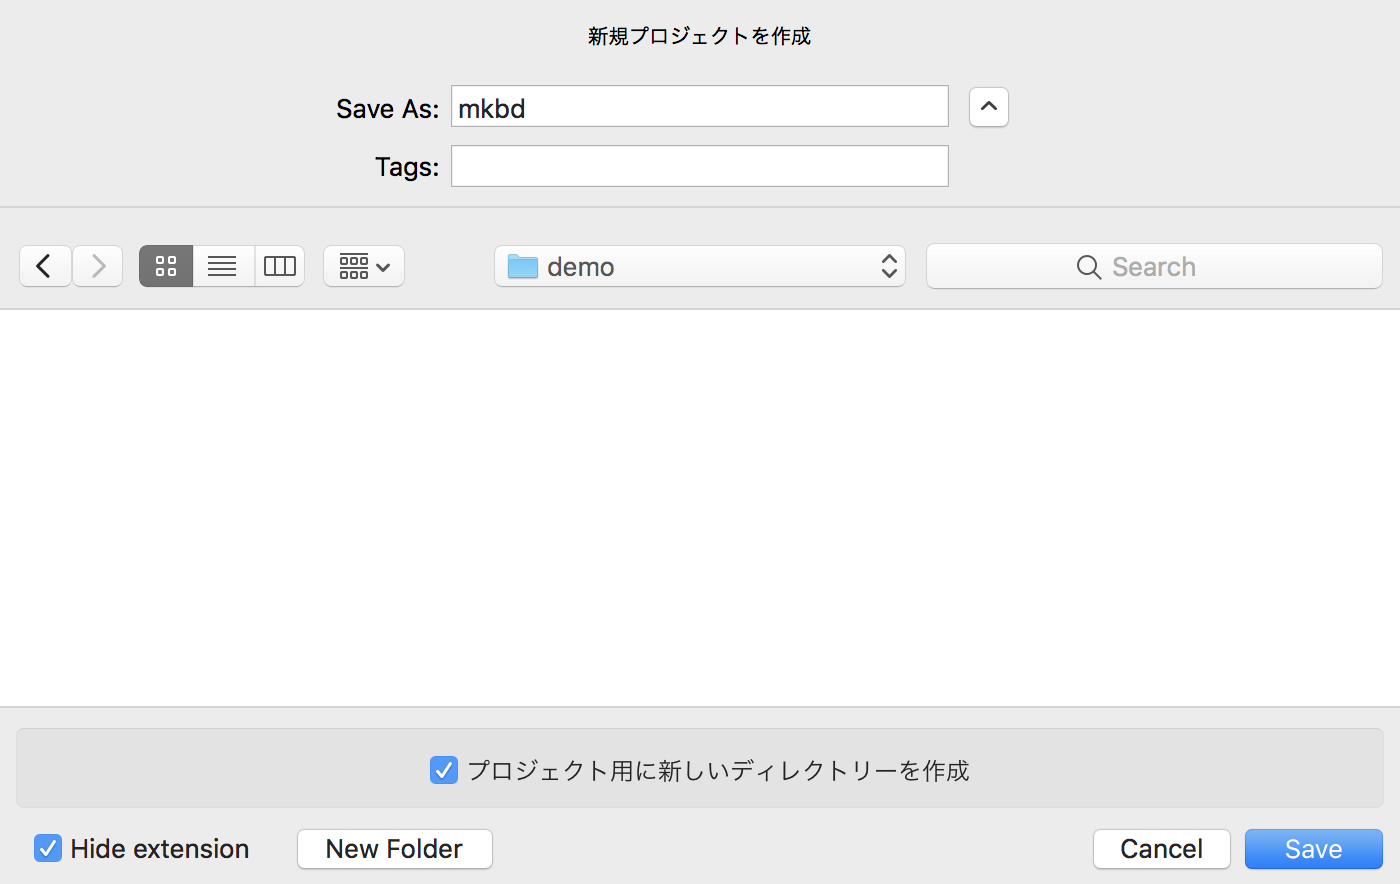 新規プロジェクトを作成
Save As: mkbd
Tags:
demo
Search
プロジェクト用に新しいディレクトリーを作成
Hide extension
New Folder
Cancel
Save